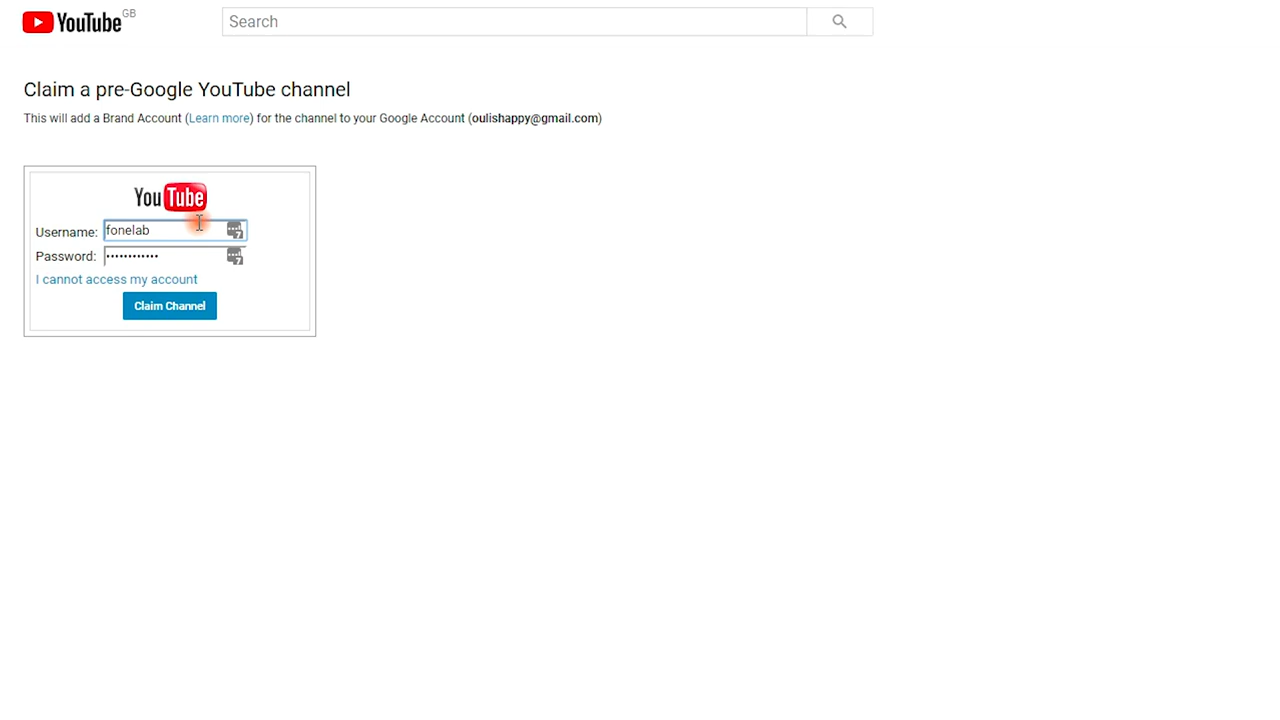 YouTube GB
Search
Claim a pre-Google YouTube channel
This will add a Brand Account (Learn more) for the channel to your Google Account (oulishappy@gmail.com)
YouTube
Username: fonelab
Password: ••••••••••••
I cannot access my account
Claim Channel